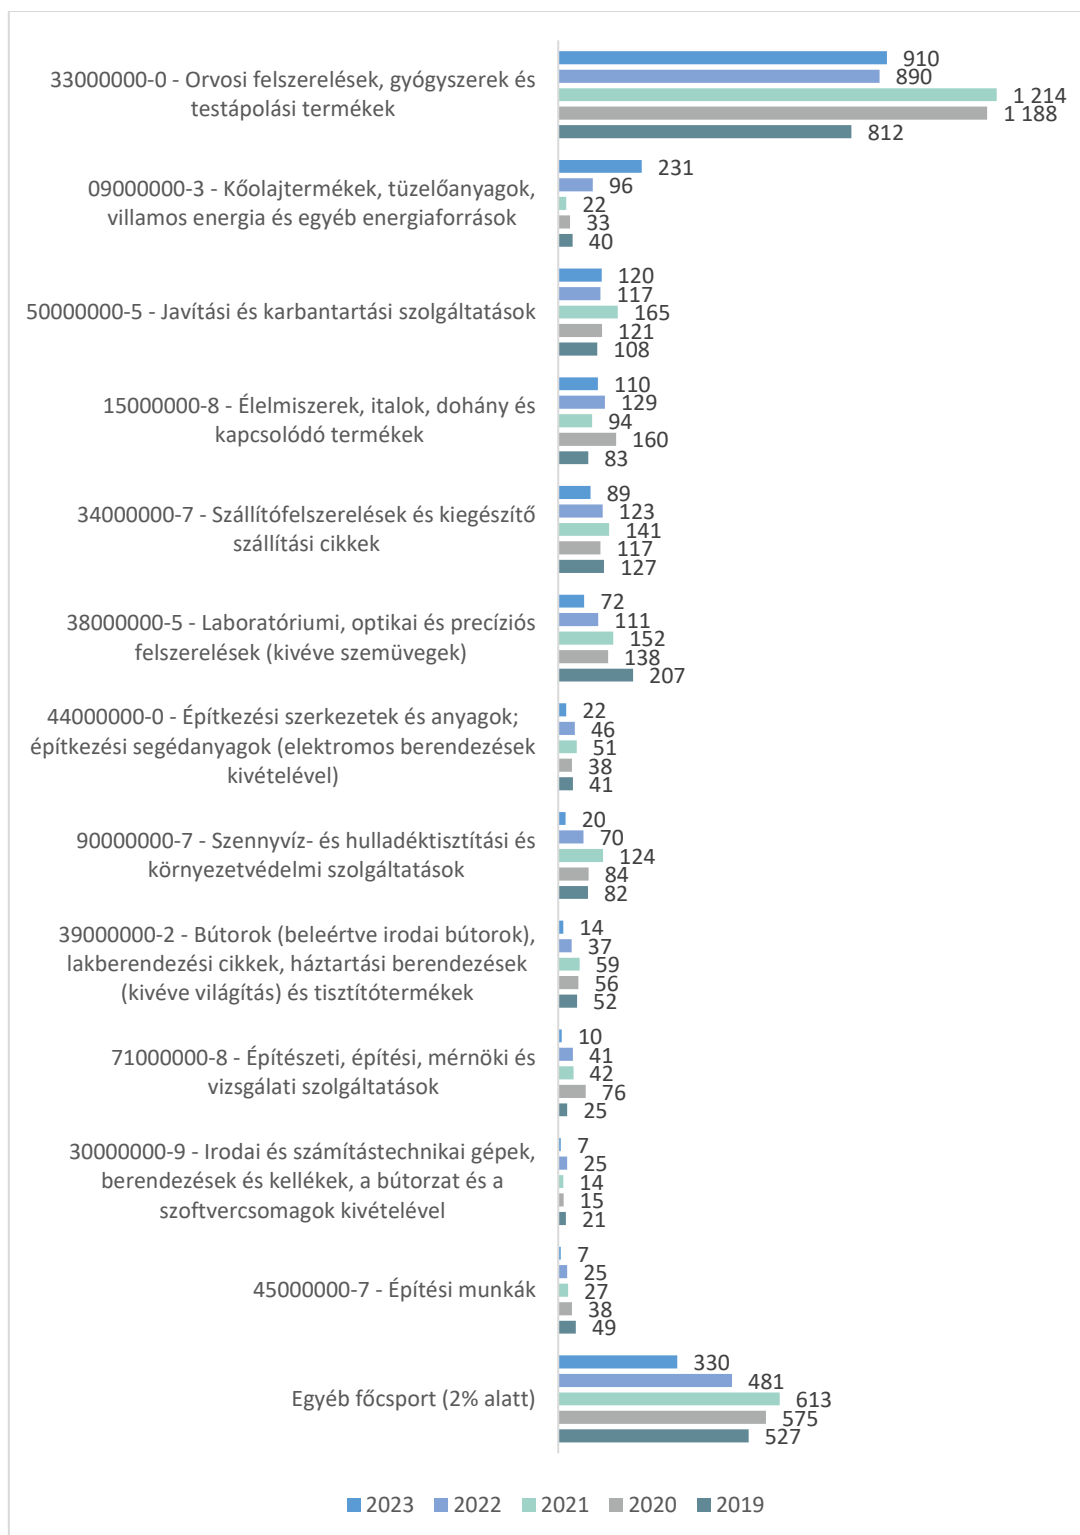 33000000-0 - Orvosi felszerelések, gyógyszerek és
testápolási termékek
910
890
1 214
1 188
812
09000000-3 - Kőolajtermékek, tüzelőanyagok,
villamos energia és egyéb energiaforrások
231
96
22
33
40
50000000-5 - Javítási és karbantartási szolgáltatások
120
117
165
121
108
15000000-8 - Élelmiszerek, italok, dohány és
kapcsolódó termékek
110
129
94
160
83
34000000-7 - Szállítófelszerelések és kiegészítő
szállítási cikkek
89
123
141
117
127
38000000-5 - Laboratóriumi, optikai és precíziós
felszerelések (kivéve szemüvegek)
72
111
152
138
207
44000000-0 - Építkezési szerkezetek és anyagok;
építkezési segédanyagok (elektromos berendezések
kivételével)
22
46
51
38
41
90000000-7 - Szennyvíz- és hulladéktisztítási és
környezetvédelmi szolgáltatások
20
70
124
84
82
39000000-2 - Bútorok (beleértve irodai bútorok),
lakberendezési cikkek, háztartási berendezések
(kivéve világítás) és tisztítótermékek
14
37
59
56
52
71000000-8 - Építészeti, építési, mérnöki és
vizsgálati szolgáltatások
10
41
42
76
25
30000000-9 - Irodai és számítástechnikai gépek,
berendezések és kellékek, a bútorzat és a
szoftvercsomagok kivételével
7
25
14
15
21
45000000-7 - Építési munkák
7
25
27
38
49
Egyéb főcsport (2% alatt)
330
481
613
575
527
2023 2022 2021 2020 2019